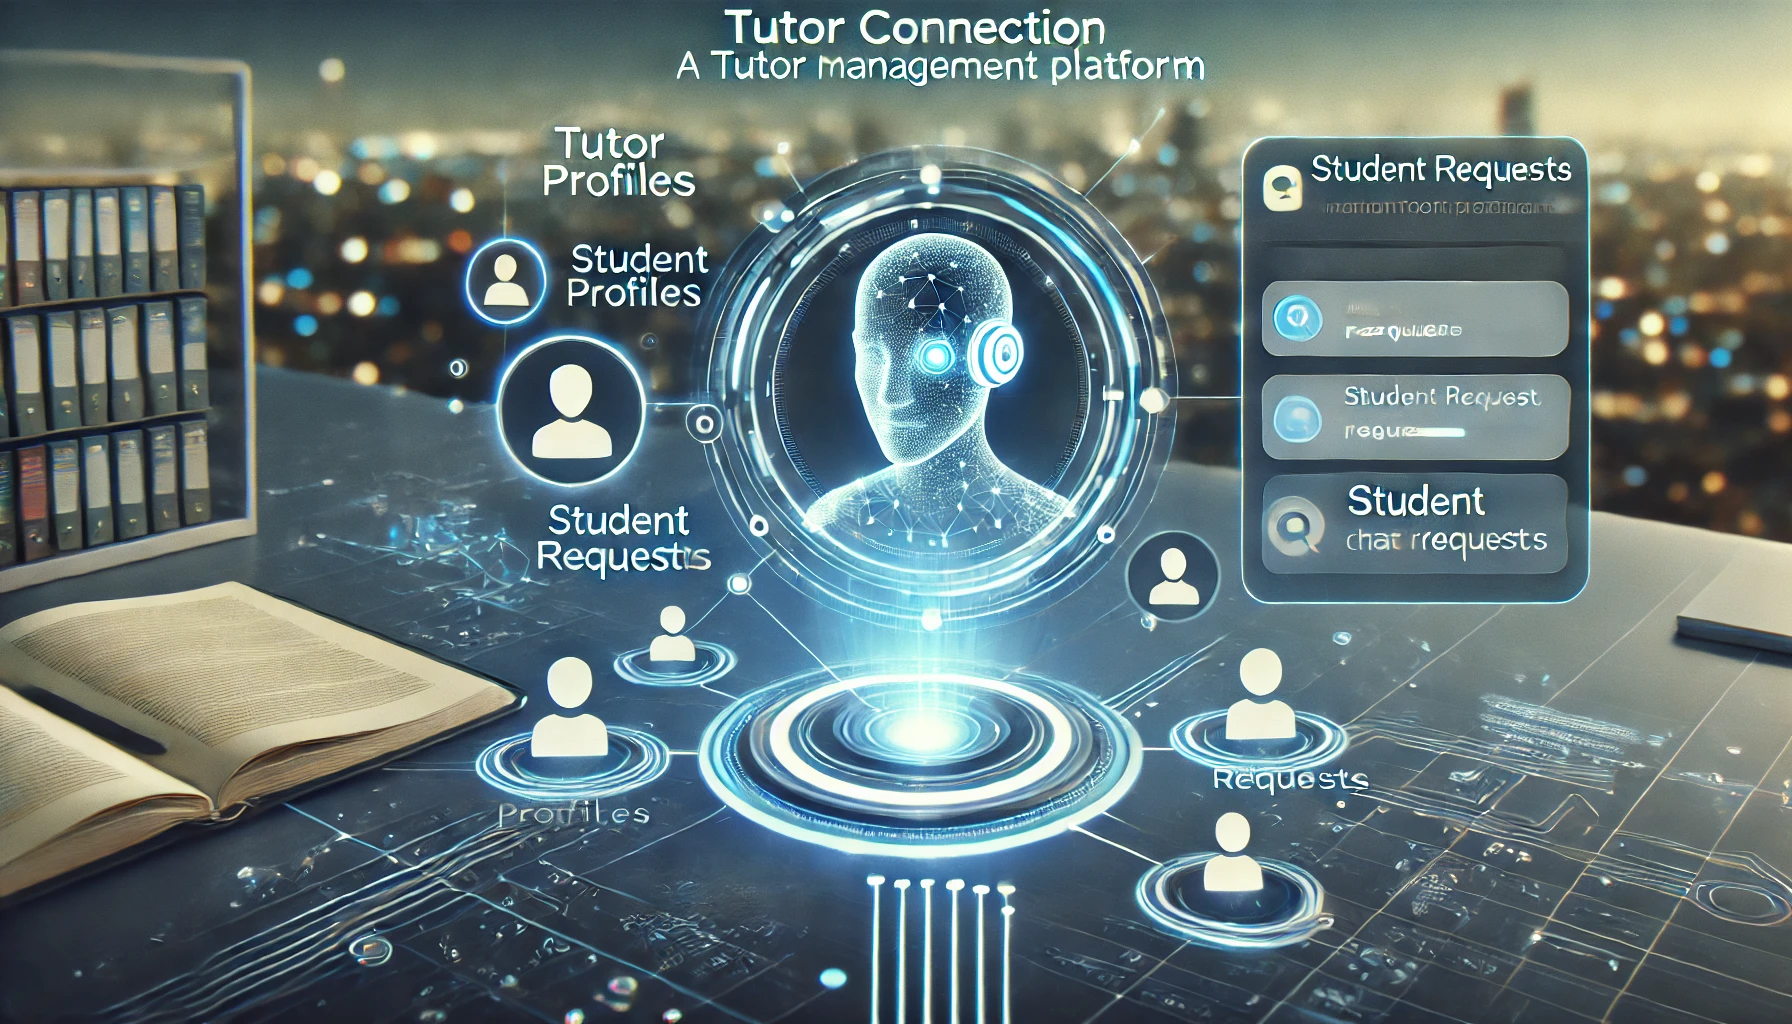 Tutor Connection
A Tutor management platform
Tutor
Profiles
Student
Profiles
Student
Requests
Profiles
Student Requests
Student Request
Student
chat rrequests
Requests